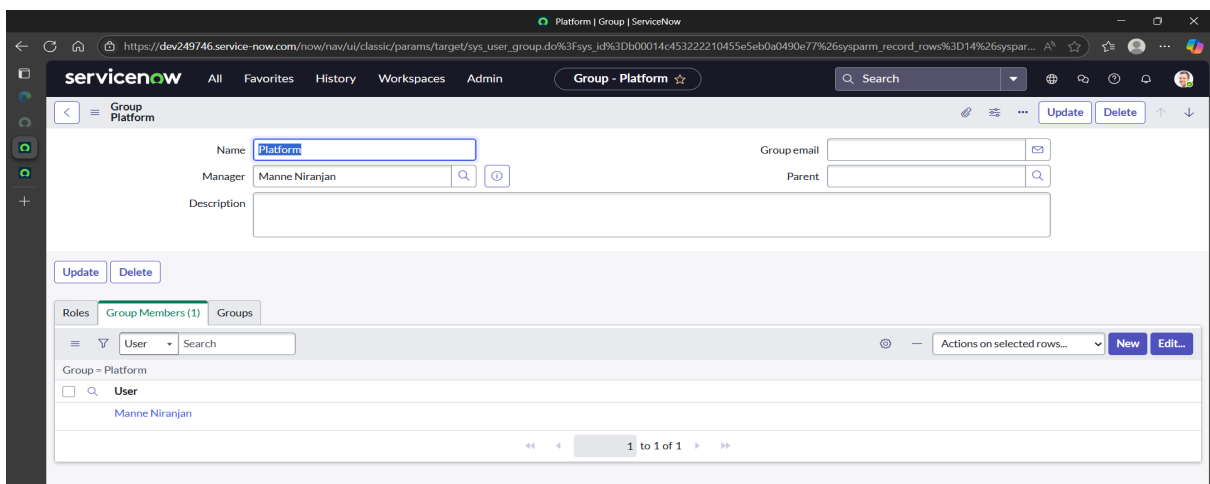 Platform | Group | ServiceNow
https://dev249746.service-now.com/now/nav/ui/classic/params/target/sys_user_group.do%3Fsys_id%3Db00014c453222210455e5eb0a0490e77%26sysparm_record_rows%3D14%26syspar...
servicenow All Favorites History Workspaces Admin Group - Platform Search
Group
Platform
Update Delete
Name Platform Group email
Manager Manne Niranjan Parent
Description
Update Delete
Roles Group Members (1) Groups
User Search Actions on selected rows... New Edit...
Group = Platform
User
Manne Niranjan
1 to 1 of 1